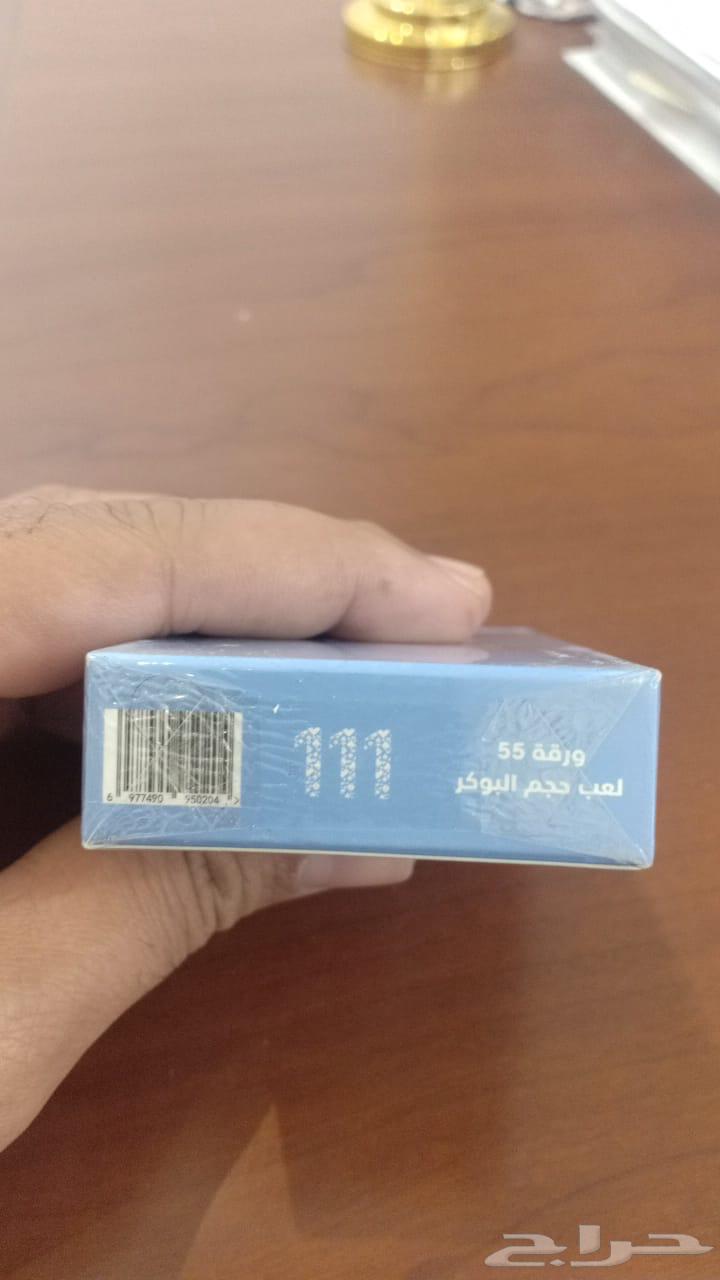 ورقة 55
لعب حجم البوكر
111
6 977490 950204 >
حراج